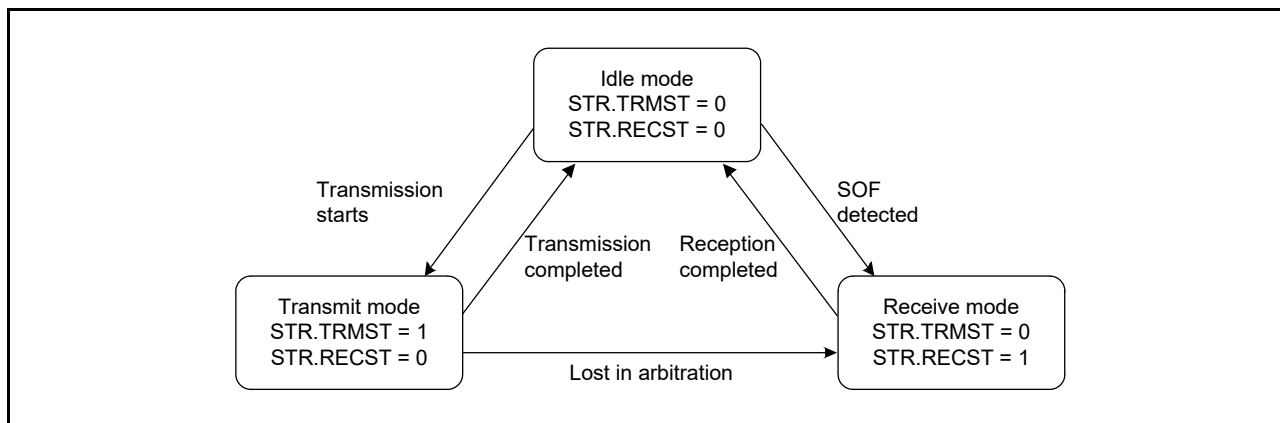 Idle mode
STR.TRMST = 0
STR.RECST = 0
Transmission
starts
SOF
detected
Transmission
completed
Reception
completed
Transmit mode
STR.TRMST = 1
STR.RECST = 0
Receive mode
STR.TRMST = 0
STR.RECST = 1
Lost in arbitration